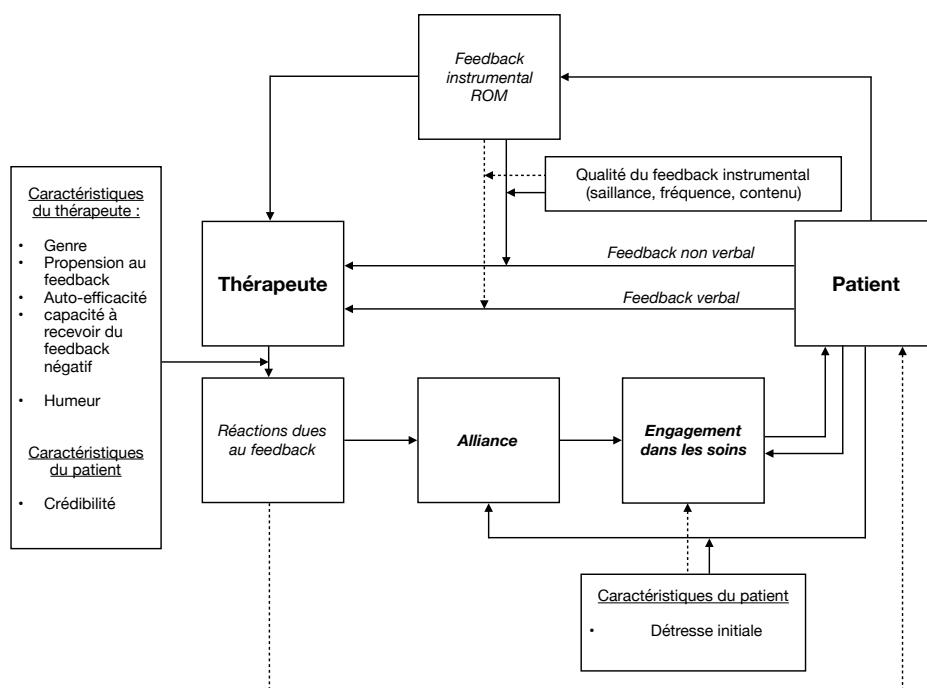 Feedback
instrumental
ROM
Qualité du feedback instrumental
(saillance, fréquence, contenu)
Caractéristiques
du thérapeute :
• Genre
• Propension au
feedback
• Auto-efficacité
• capacité à
recevoir du
feedback
négatif
• Humeur
Caractéristiques
du patient
• Crédibilité
Thérapeute
Feedback non verbal
Feedback verbal
Patient
Réactions dues
au feedback
Alliance
Engagement
dans les soins
Caractéristiques du patient
• Détresse initiale